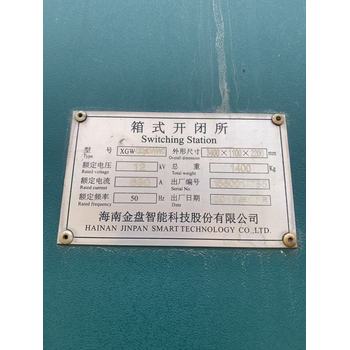 箱式开闭所
Switching Station
型 号 XGW 外形尺寸 mm
Type Overall dimension
额定电压 12 kV 总 重 1400 Kg
Rated voltage Total weight
额定电流 A 出厂编号
Rated current No.
额定频率 50 Hz 出厂日期
Rated frequency Date
海南金盘智能科技股份有限公司
HAINAN JINPAN SMART TECHNOLOGY CO.,LTD.